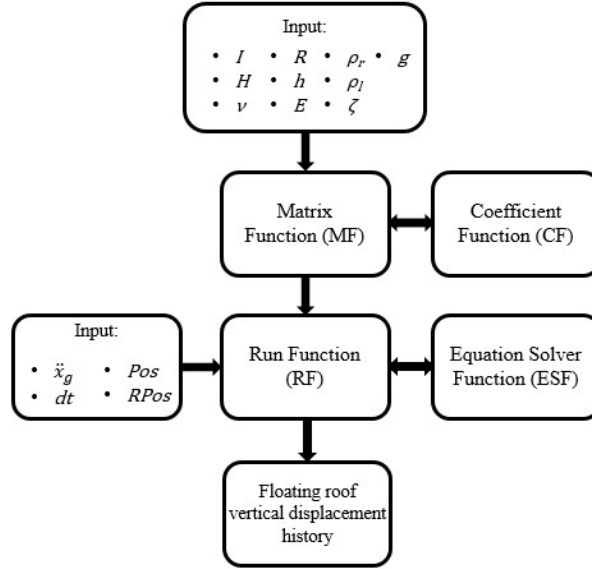 Input:
• I • R • ρᵣ • g
• H • h • ρₗ
• ν • E • ζ
Matrix
Function (MF)
Coefficient
Function (CF)
Input:
• ẍg • Pos
• dt • RPos
Run Function
(RF)
Equation Solver
Function (ESF)
Floating roof
vertical displacement
history